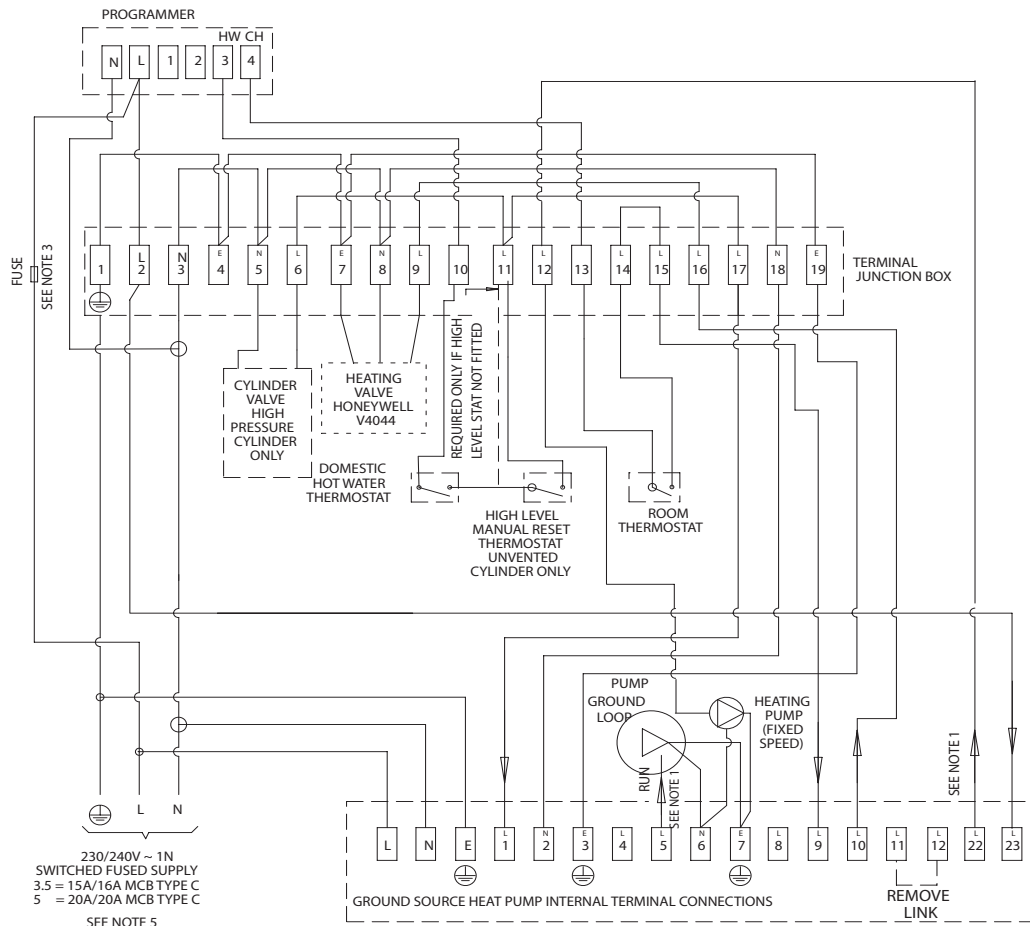 PROGRAMMER
HW CH
N L 1 2 3 4
FUSE
SEE NOTE 3
1
L 2
N 3
E 4
N 5
L 6
E 7
N 8
L 9
10
L 11
L 12
13
L 14
L 15
L 16
L 17
N 18
E 19
TERMINAL
JUNCTION BOX
CYLINDER
VALVE
HIGH
PRESSURE
CYLINDER
ONLY
HEATING
VALVE
HONEYWELL
V4044
REQUIRED ONLY IF HIGH
LEVEL STAT NOT FITTED
DOMESTIC
HOT WATER
THERMOSTAT
HIGH LEVEL
MANUAL RESET
THERMOSTAT
UNVENTED
CYLINDER ONLY
ROOM
THERMOSTAT
PUMP
GROUND
LOOP
HEATING
PUMP
(FIXED
SPEED)
RUN
SEE NOTE 1
SEE NOTE 1
L N
230/240V ~ 1N
SWITCHED FUSED SUPPLY
3.5 = 15A/16A MCB TYPE C
5 = 20A/20A MCB TYPE C
SEE NOTE 5
L
N
E
L 1
N 2
E 3
L 4
L 5
N 6
E 7
L 8
L 9
L 10
L 11
L 12
L 22
L 23
GROUND SOURCE HEAT PUMP INTERNAL TERMINAL CONNECTIONS
REMOVE
LINK